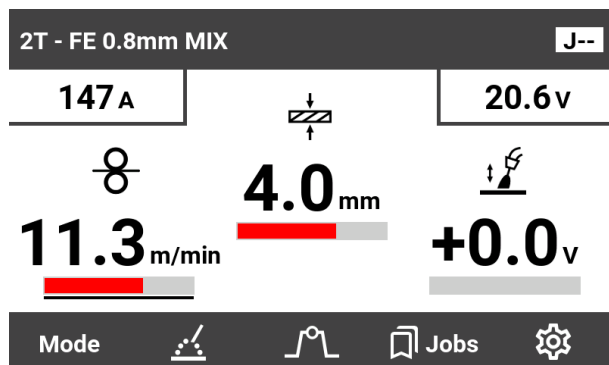 2T - FE 0.8mm MIX
J--
147 A
20.6 V
4.0 mm
11.3 m/min
+0.0 V
Mode
Jobs